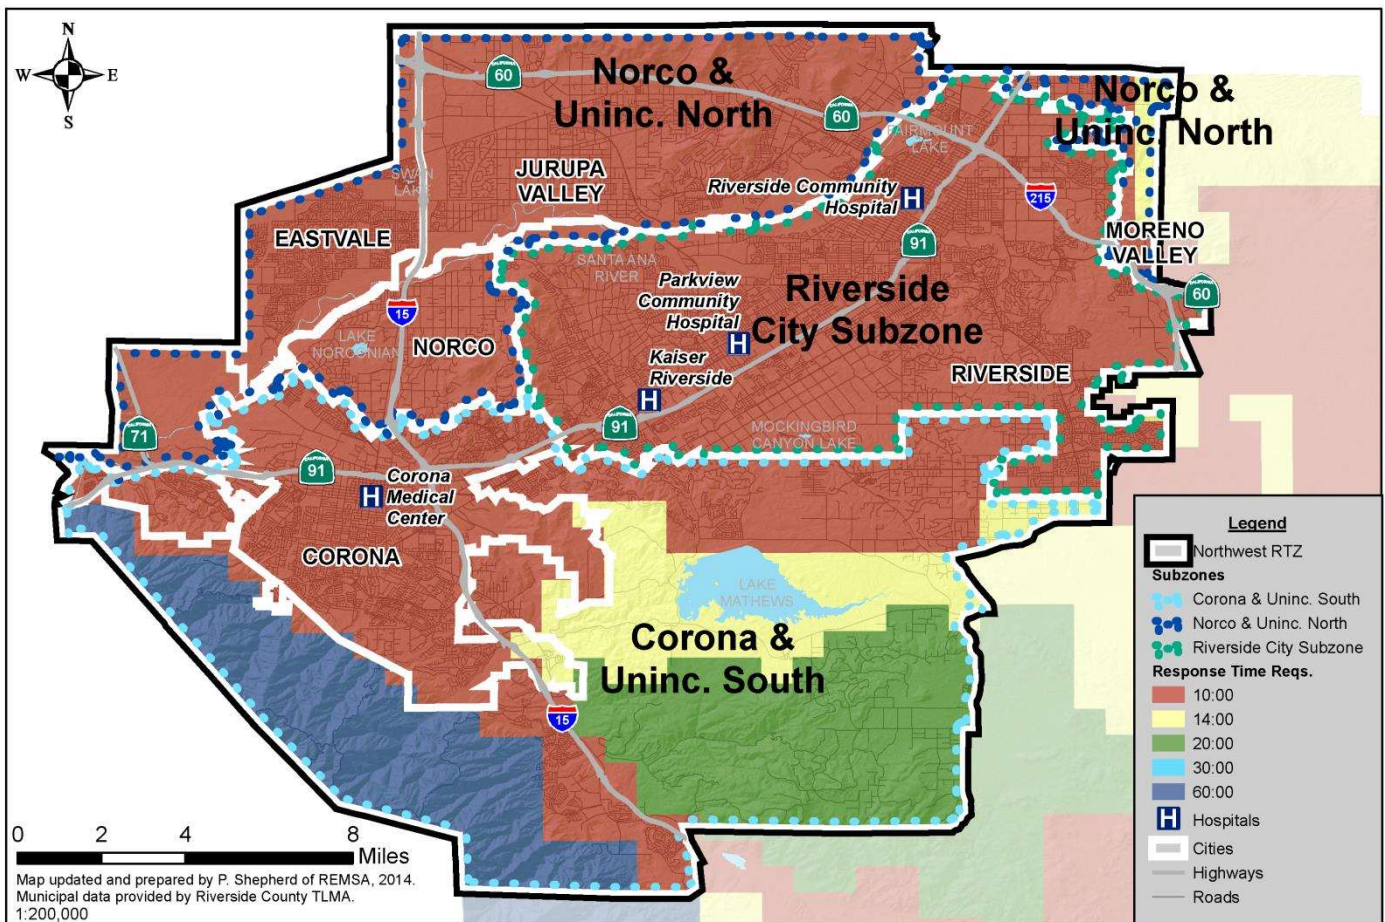 N
W E
S
60
Norco &
Uninc. North
Norco &
Uninc. North
60
FAIRMOUNT
LAKE
SWAN
LAKE
JURUPA
VALLEY
Riverside Community
Hospital
H
215
EASTVALE
91
MORENO
VALLEY
SANTA ANA
RIVER
Parkview
Community
Hospital
H
Riverside
City Subzone
60
15
LAKE
NORCONIAN
NORCO
Kaiser
Riverside
H
RIVERSIDE
71
91
91
MOCKINGBIRD
CANYON LAKE
H
Corona
Medical
Center
CORONA
LAKE
MATHEWS
Corona &
Uninc. South
15
Legend
Northwest RTZ
Subzones
Corona & Uninc. South
Norco & Uninc. North
Riverside City Subzone
Response Time Reqs.
10:00
14:00
20:00
30:00
60:00
H Hospitals
Cities
Highways
Roads
0 2 4 8
Miles
Map updated and prepared by P. Shepherd of REMSA, 2014.
Municipal data provided by Riverside County TLMA.
1:200,000